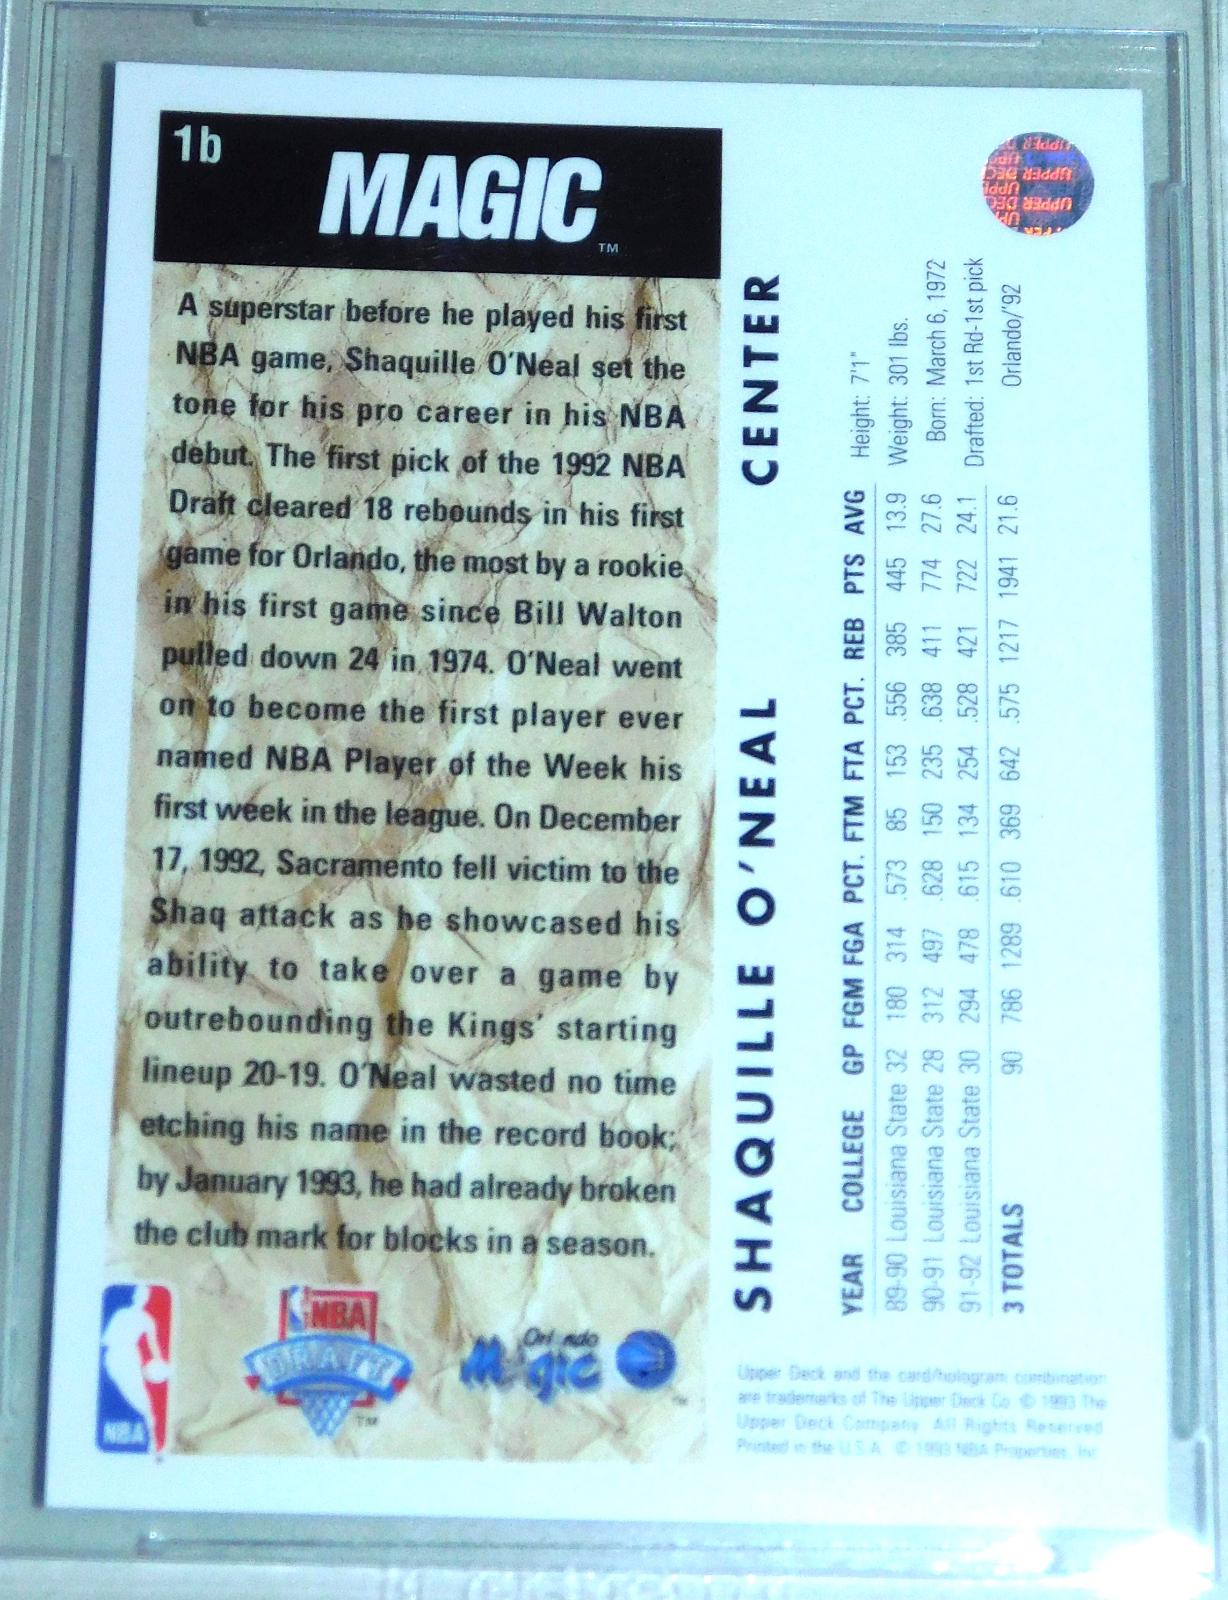 1b
MAGIC
TM
A superstar before he played his first
NBA game, Shaquille O'Neal set the
tone for his pro career in his NBA
debut. The first pick of the 1992 NBA
Draft cleared 18 rebounds in his first
game for Orlando, the most by a rookie
in his first game since Bill Walton
pulled down 24 in 1974. O'Neal went
on to become the first player ever
named NBA Player of the Week his
first week in the league. On December
17, 1992, Sacramento fell victim to the
Shaq attack as he showcased his
ability to take over a game by
outrebounding the Kings' starting
lineup 20-19. O'Neal wasted no time
etching his name in the record book;
by January 1993, he had already broken
the club mark for blocks in a season.
NBA
NBA
DRAFT
TM
Orlando
Magic
TM
SHAQUILLE O'NEAL CENTER
Height: 7'1"
Weight: 301 lbs.
Born: March 6, 1972
Drafted: 1st Rd-1st pick
Orlando/'92
YEAR COLLEGE GP FGM FGA PCT. FTM FTA PCT. REB PTS AVG
89-90 Louisiana State 32 180 314 .573 85 153 .556 385 445 13.9
90-91 Louisiana State 28 312 497 .628 150 235 .638 411 774 27.6
91-92 Louisiana State 30 294 478 .615 134 254 .528 421 722 24.1
3 TOTALS 90 786 1289 .610 369 642 .575 1217 1941 21.6
UPPER DECK
Upper Deck and the card/hologram combination
are trademarks of The Upper Deck Co. © 1993 The
Upper Deck Company. All Rights Reserved.
Printed in the U.S.A. © 1993 NBA Properties, Inc.